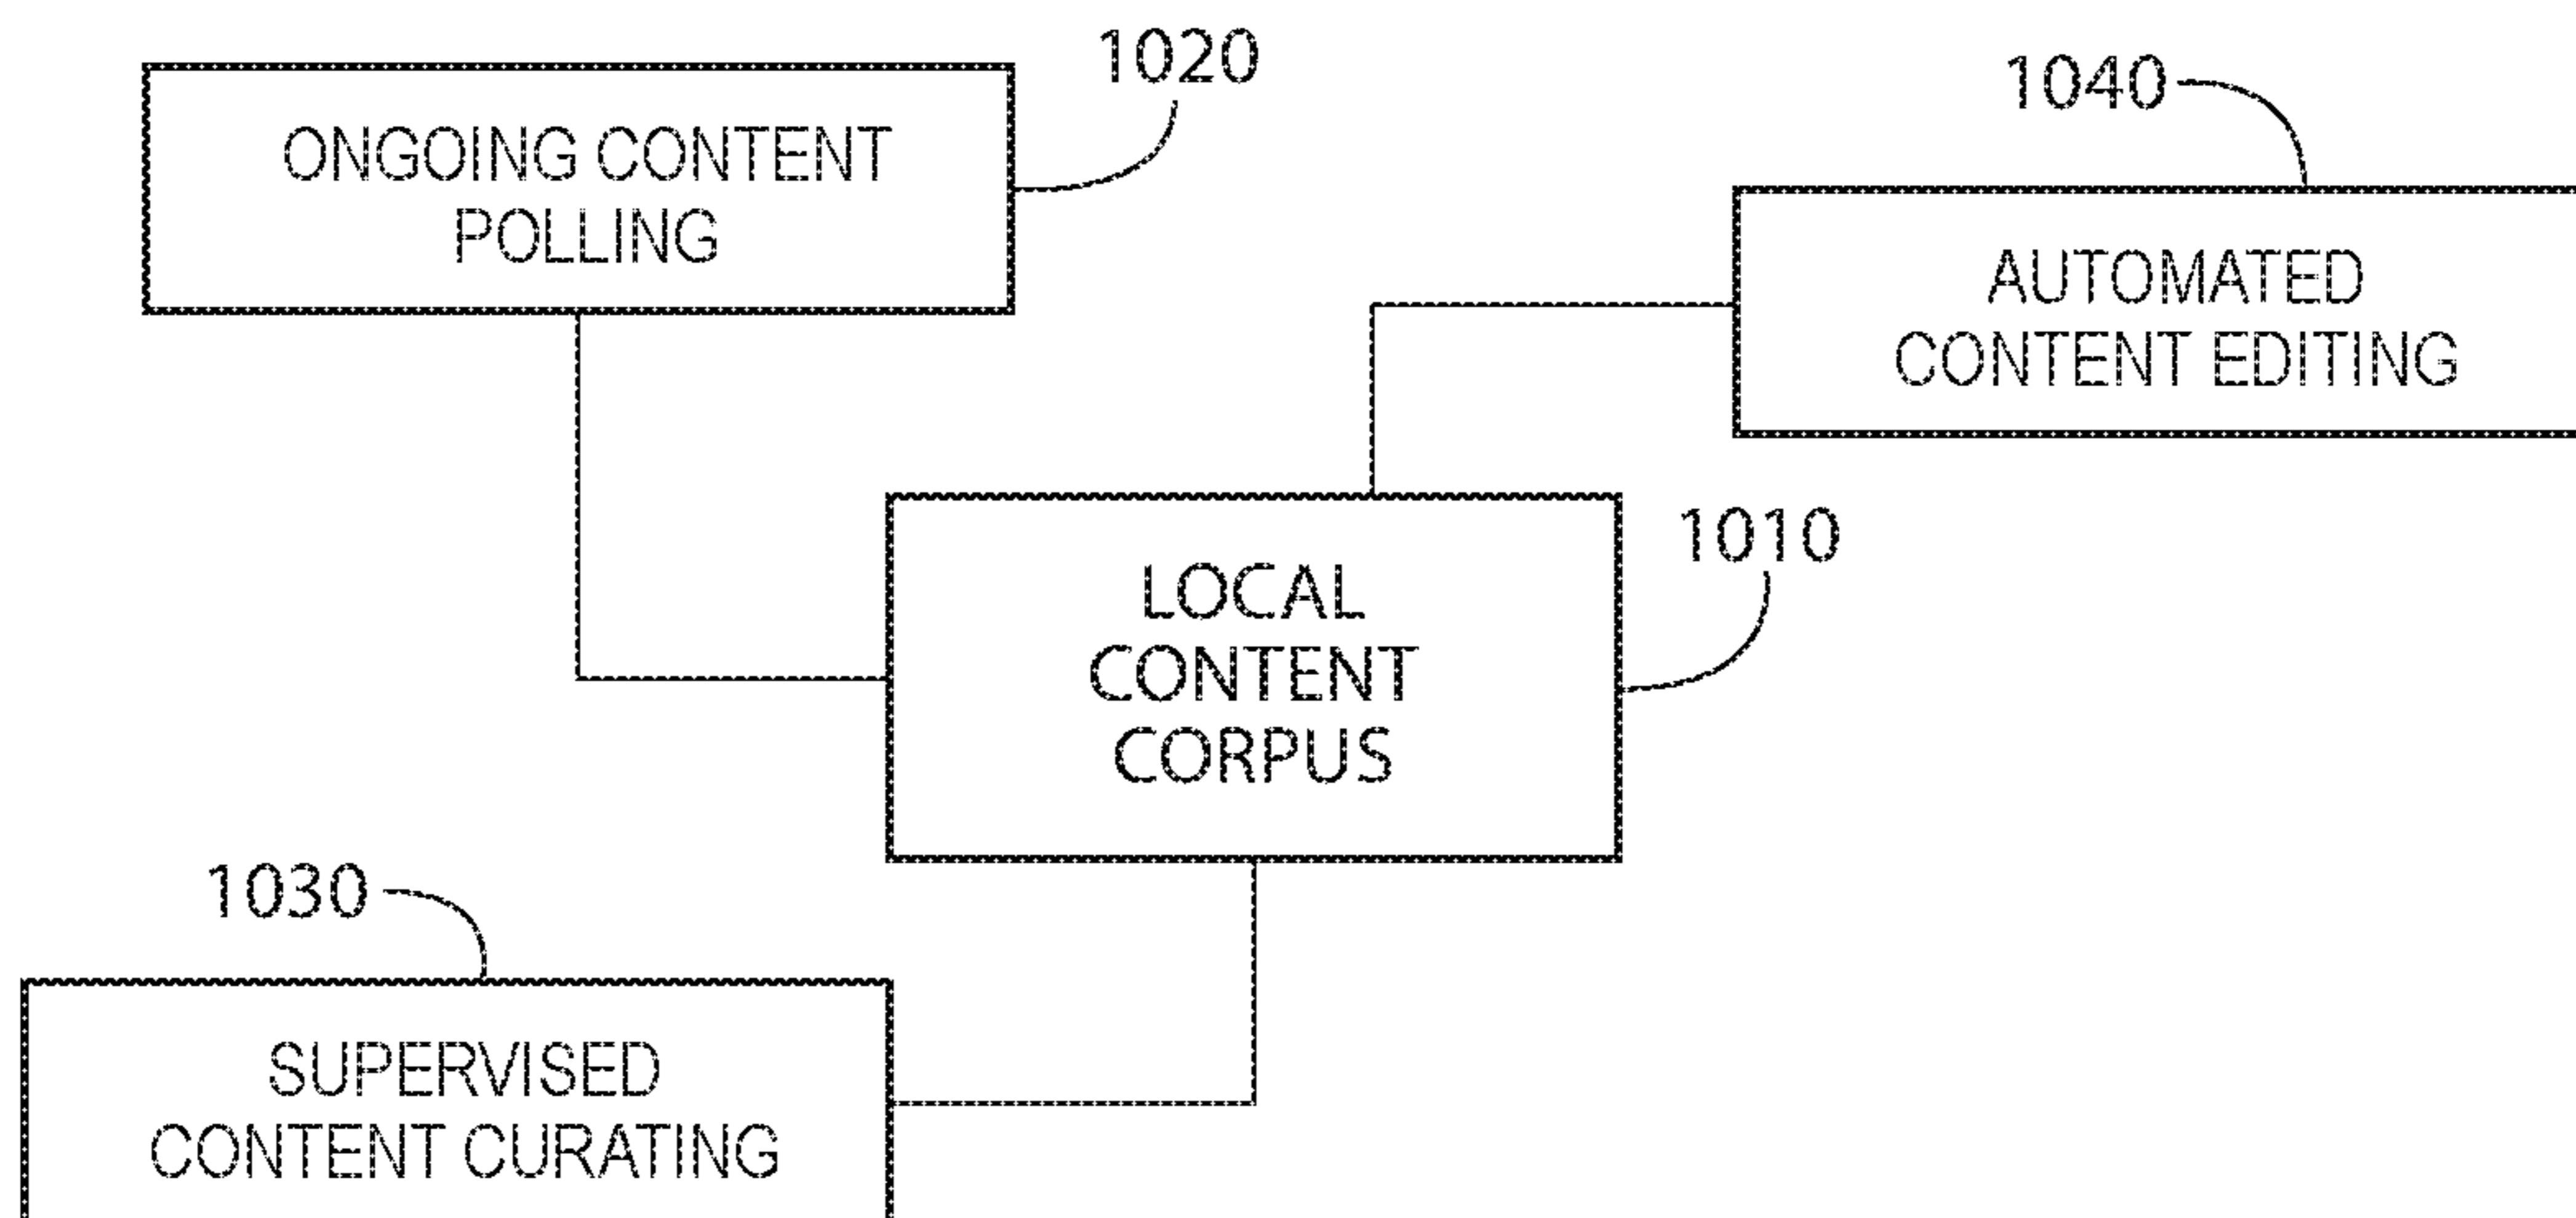 1020
ONGOING CONTENT
POLLING
1040
AUTOMATED
CONTENT EDITING
1010
LOCAL
CONTENT
CORPUS
1030
SUPERVISED
CONTENT CURATING